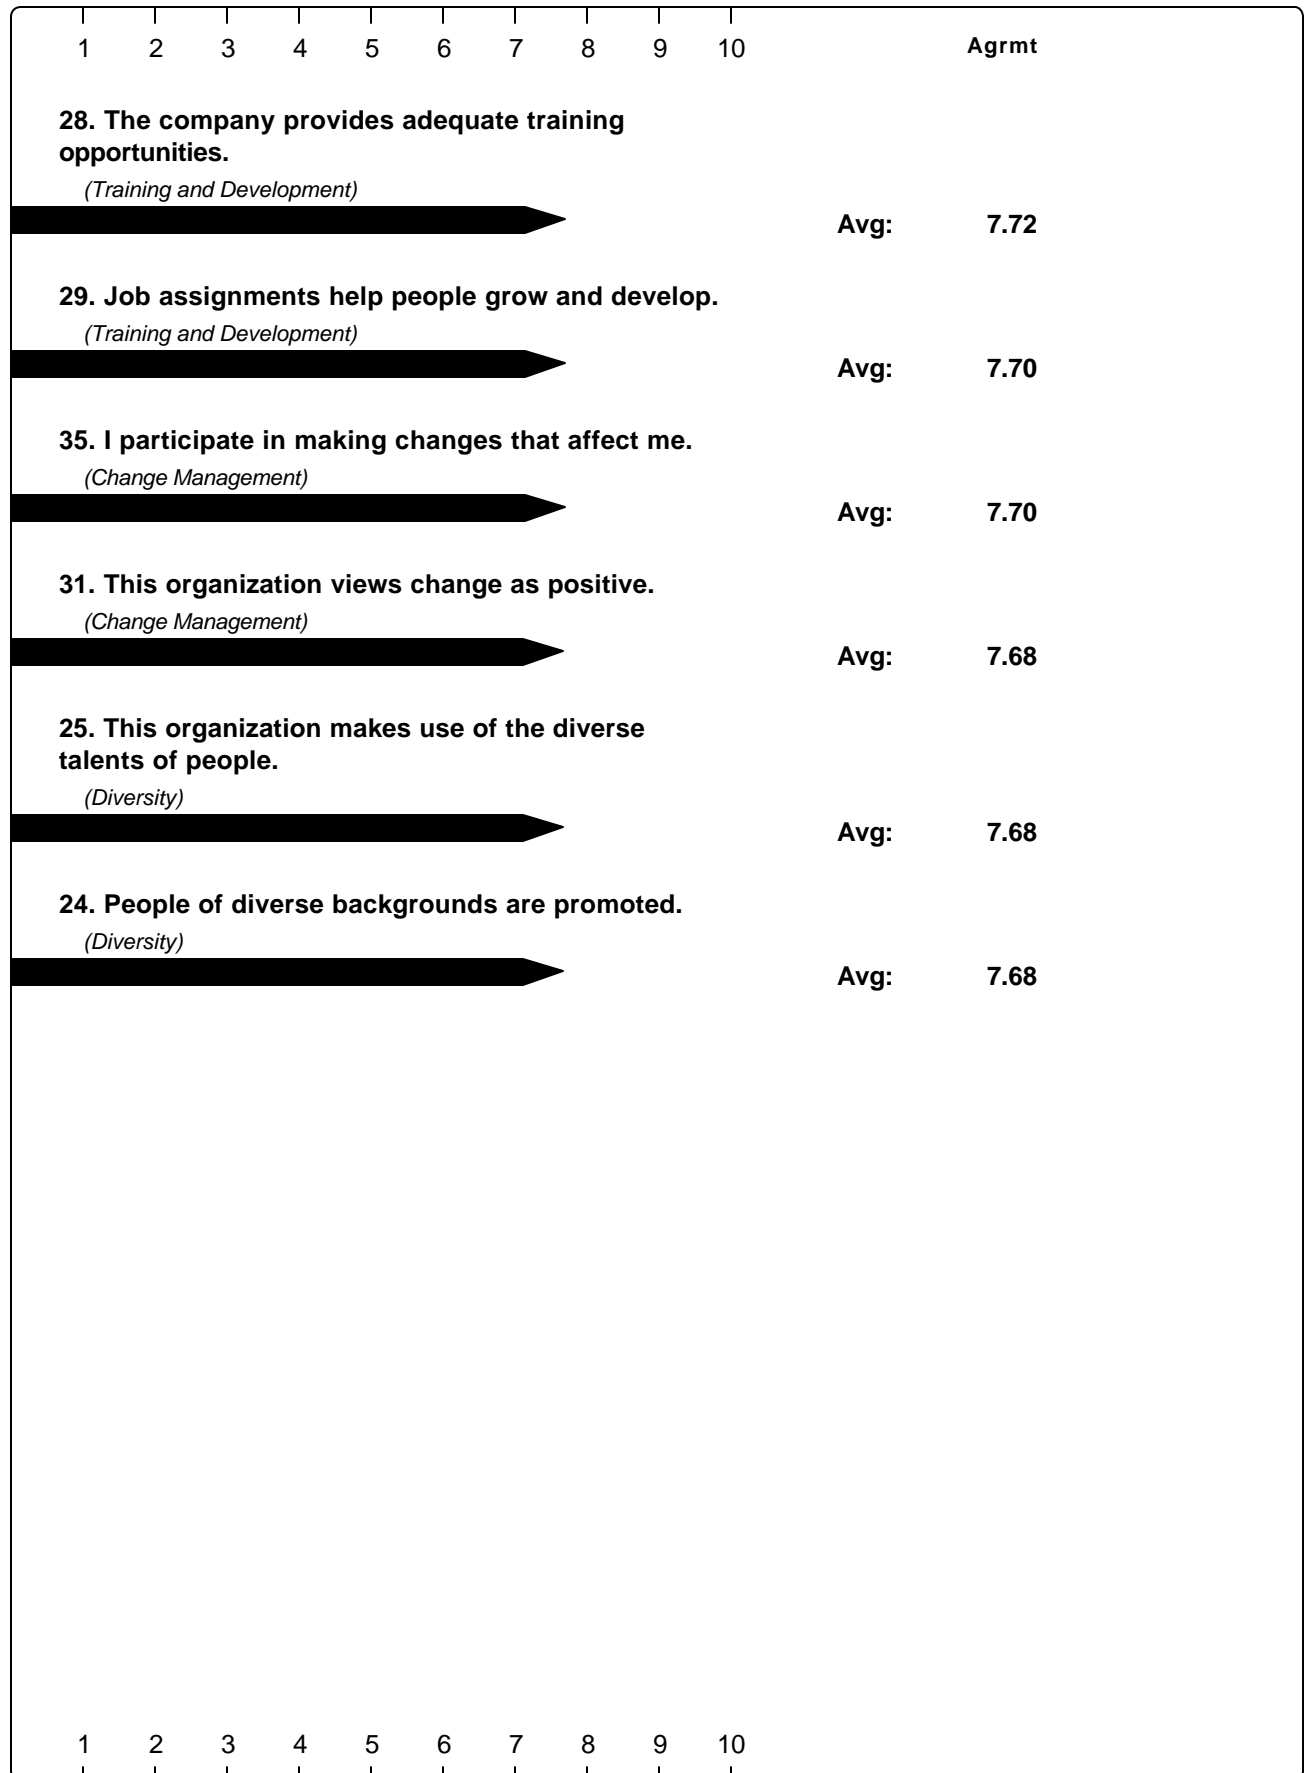 1 2 3 4 5 6 7 8 9 10 Agrmt
28. The company provides adequate training
opportunities.
(Training and Development)
Avg: 7.72
29. Job assignments help people grow and develop.
(Training and Development)
Avg: 7.70
35. I participate in making changes that affect me.
(Change Management)
Avg: 7.70
31. This organization views change as positive.
(Change Management)
Avg: 7.68
25. This organization makes use of the diverse
talents of people.
(Diversity)
Avg: 7.68
24. People of diverse backgrounds are promoted.
(Diversity)
Avg: 7.68
1 2 3 4 5 6 7 8 9 10